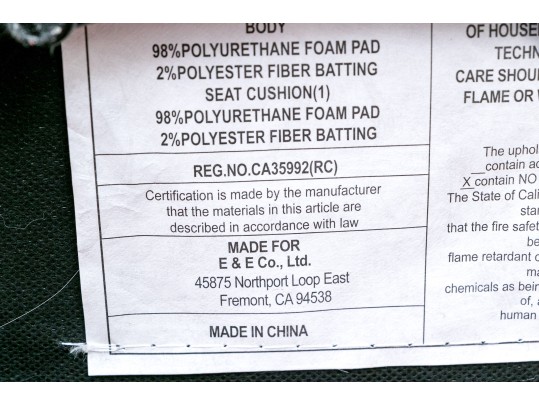 BODY
98%POLYURETHANE FOAM PAD
2%POLYESTER FIBER BATTING
SEAT CUSHION(1)
98%POLYURETHANE FOAM PAD
2%POLYESTER FIBER BATTING
REG.NO.CA35992(RC)
Certification is made by the manufacturer
that the materials in this article are
described in accordance with law
MADE FOR
E & E Co., Ltd.
45875 Northport Loop East
Fremont, CA 94538
MADE IN CHINA
OF
TECHN
CARE SHOU
FLAME OR
The uphol
contain
X contain NO
The State of Cali
stan
that the fire safet
be
flame retardant
ma
chemicals as bein
of,
human